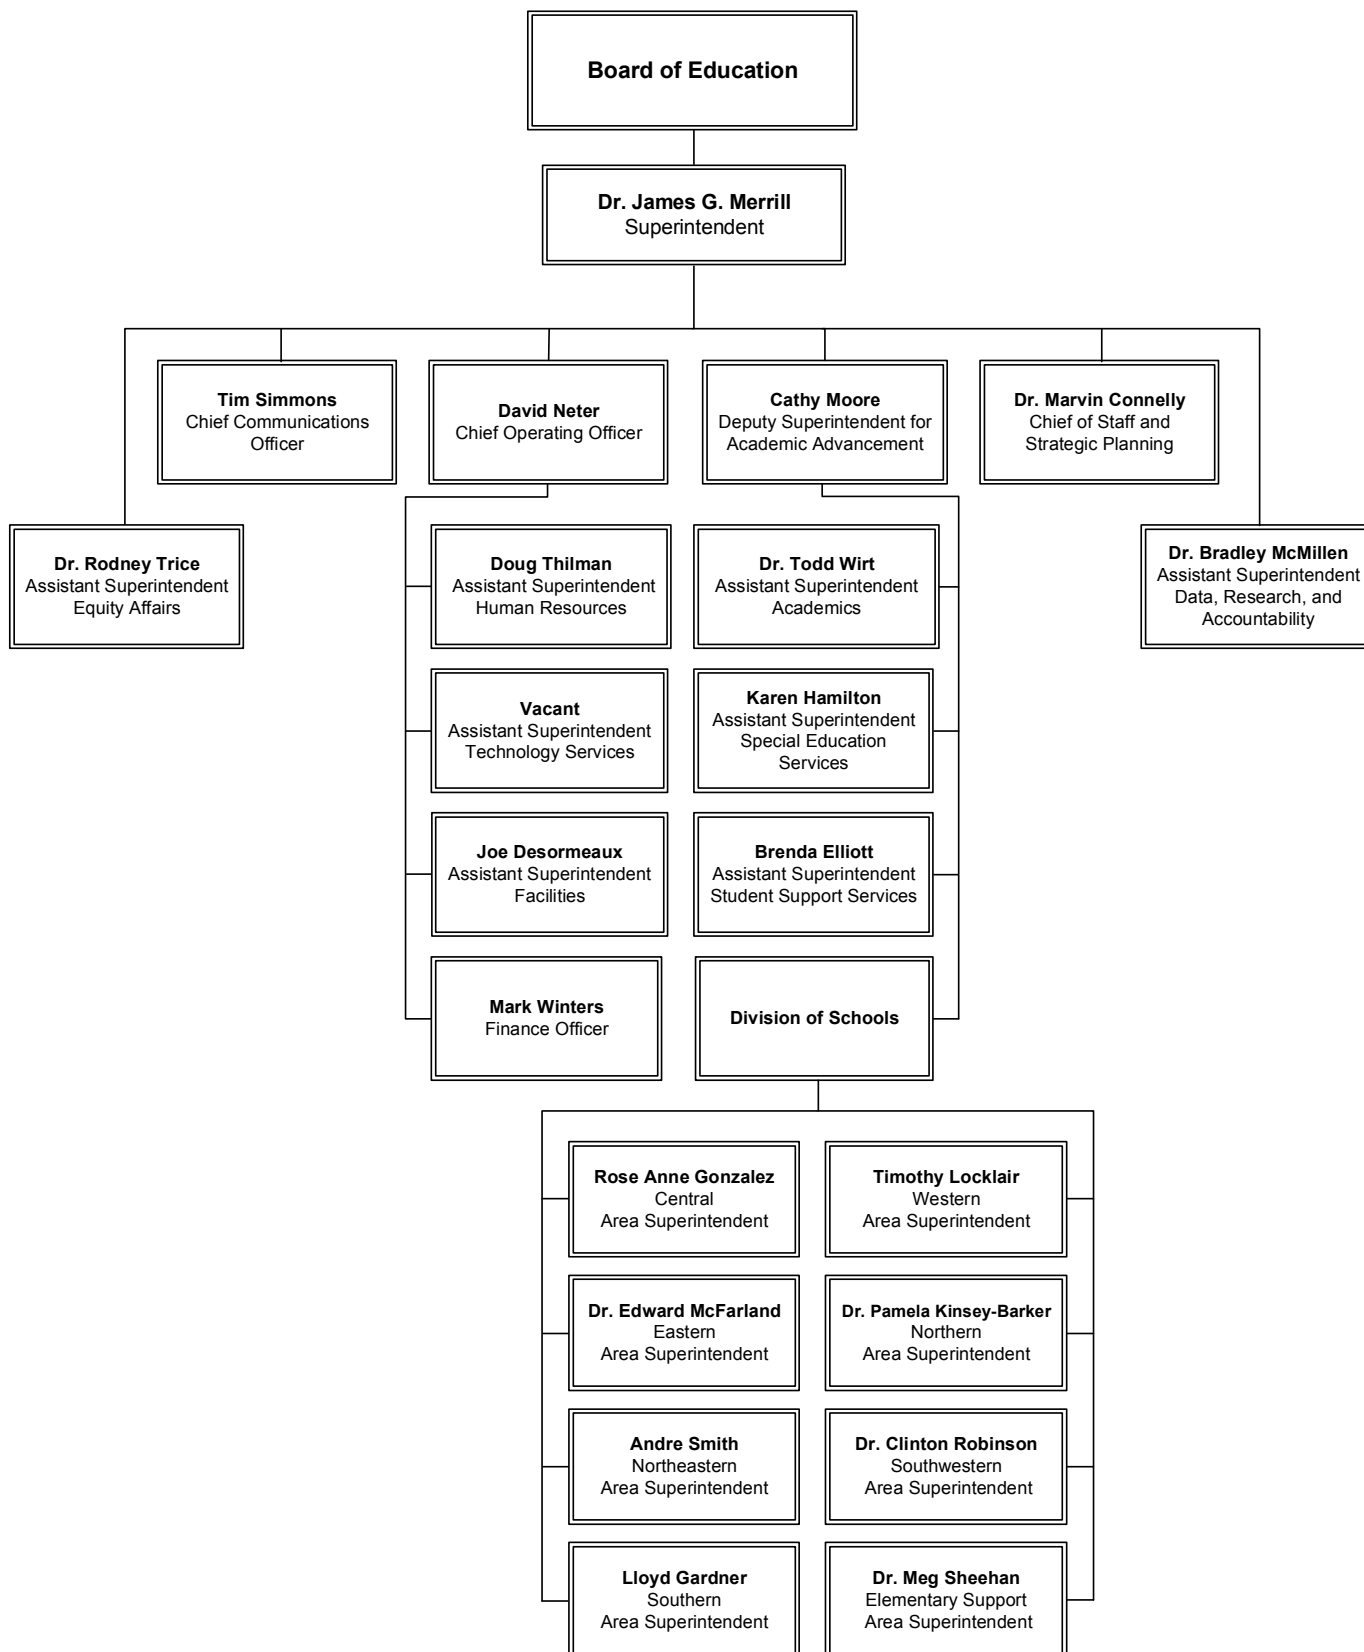 Board of Education
Dr. James G. Merrill
Superintendent
Tim Simmons
Chief Communications
Officer
David Neter
Chief Operating Officer
Cathy Moore
Deputy Superintendent for
Academic Advancement
Dr. Marvin Connelly
Chief of Staff and
Strategic Planning
Dr. Rodney Trice
Assistant Superintendent
Equity Affairs
Doug Thilman
Assistant Superintendent
Human Resources
Dr. Todd Wirt
Assistant Superintendent
Academics
Dr. Bradley McMillen
Assistant Superintendent
Data, Research, and
Accountability
Vacant
Assistant Superintendent
Technology Services
Karen Hamilton
Assistant Superintendent
Special Education
Services
Joe Desormeaux
Assistant Superintendent
Facilities
Brenda Elliott
Assistant Superintendent
Student Support Services
Mark Winters
Finance Officer
Division of Schools
Rose Anne Gonzalez
Central
Area Superintendent
Timothy Locklair
Western
Area Superintendent
Dr. Edward McFarland
Eastern
Area Superintendent
Dr. Pamela Kinsey-Barker
Northern
Area Superintendent
Andre Smith
Northeastern
Area Superintendent
Dr. Clinton Robinson
Southwestern
Area Superintendent
Lloyd Gardner
Southern
Area Superintendent
Dr. Meg Sheehan
Elementary Support
Area Superintendent